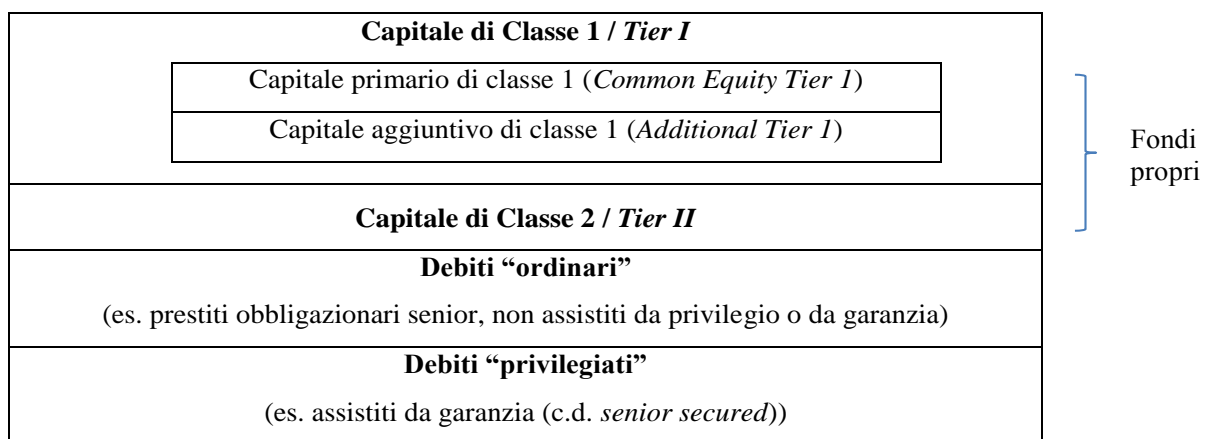 Capitale di Classe 1 / Tier I
Capitale primario di classe 1 (Common Equity Tier 1)
Capitale aggiuntivo di classe 1 (Additional Tier 1)
Fondi
propri
Capitale di Classe 2 / Tier II
Debiti “ordinari”
(es. prestiti obbligazionari senior, non assistiti da privilegio o da garanzia)
Debiti “privilegiati”
(es. assistiti da garanzia (c.d. senior secured))